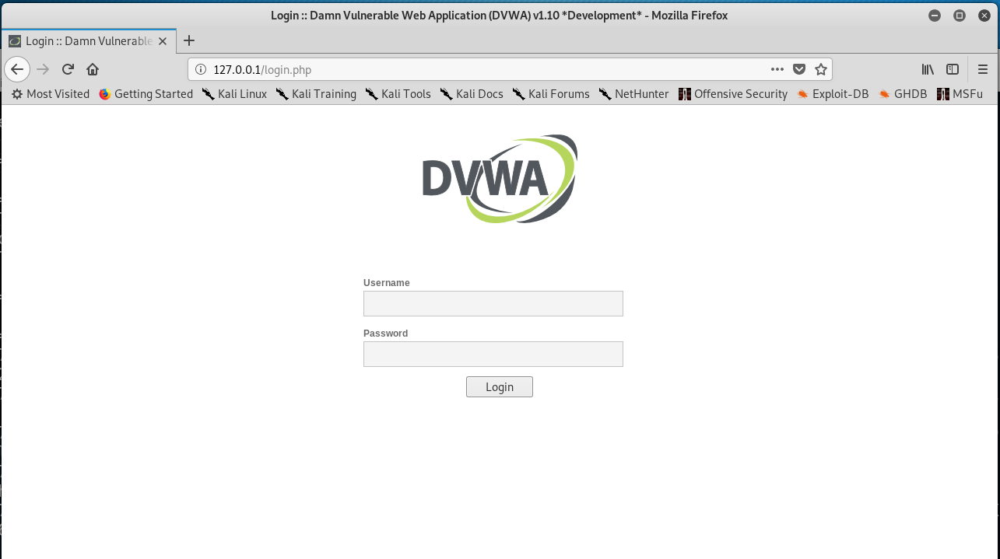 Login :: Damn Vulnerable Web Application (DVWA) v1.10 *Development* - Mozilla Firefox
Login :: Damn Vulnerable
127.0.0.1/login.php
Most Visited Getting Started Kali Linux Kali Training Kali Tools Kali Docs Kali Forums NetHunter Offensive Security Exploit-DB GHDB MSFu
DVWA
Username
Password
Login